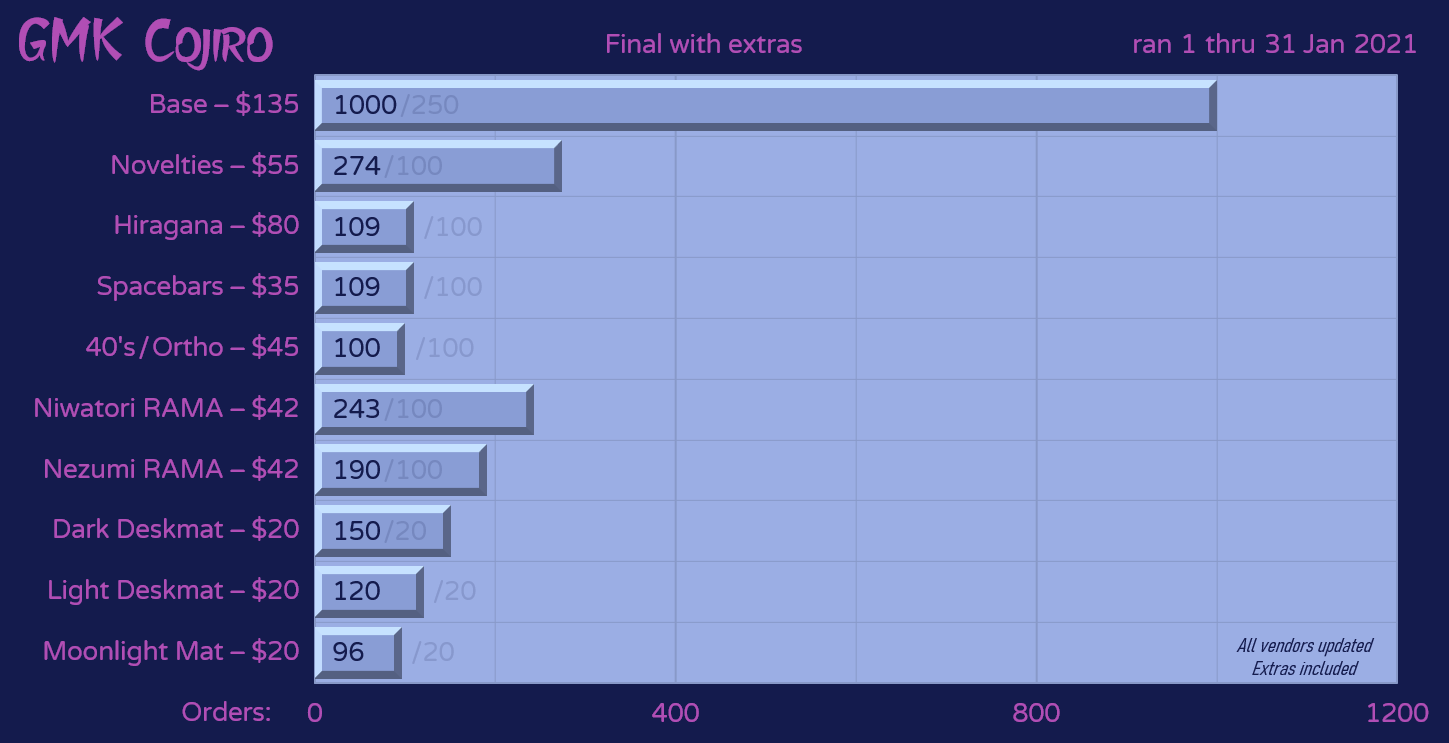 GMK Cojiro
Final with extras
ran 1 thru 31 Jan 2021
Base – $135 1000/250
Novelties – $55 274/100
Hiragana – $80 109 /100
Spacebars – $35 109 /100
40's/Ortho – $45 100 /100
Niwatori RAMA – $42 243/100
Nezumi RAMA – $42 190/100
Dark Deskmat – $20 150/20
Light Deskmat – $20 120 /20
Moonlight Mat – $20 96 /20
All vendors updated
Extras included
Orders: 0 400 800 1200